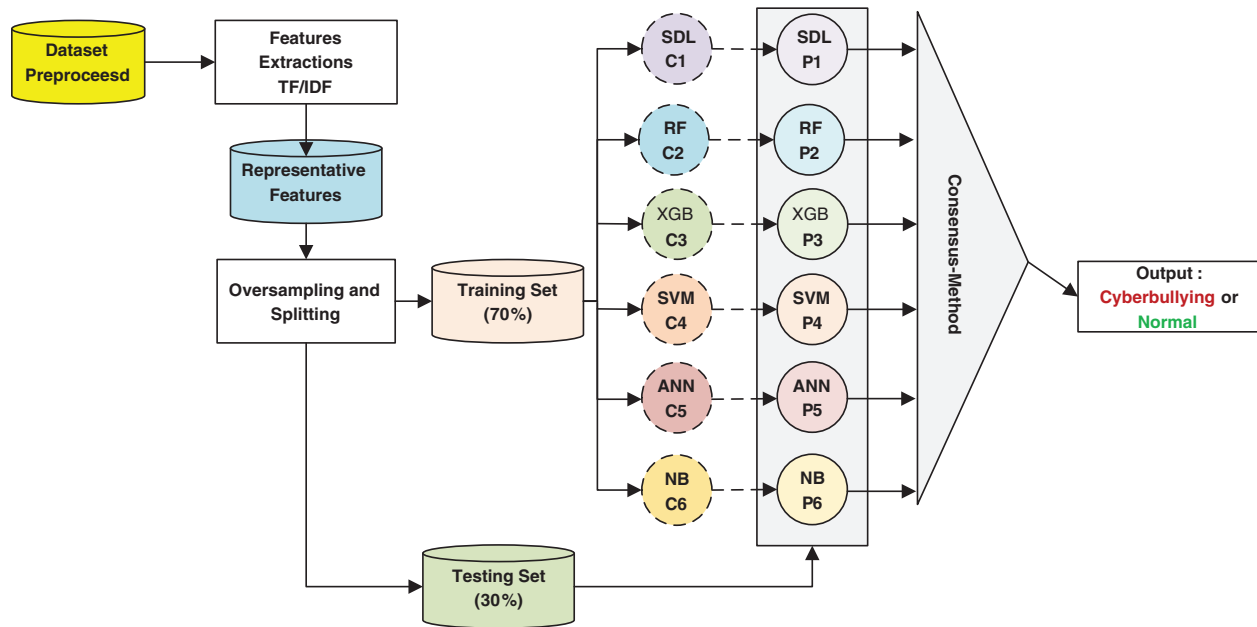 Dataset
Preproceesd
Features
Extractions
TF/IDF
Representative
Features
Oversampling and
Splitting
Training Set
(70%)
Testing Set
(30%)
SDL
C1
RF
C2
XGB
C3
SVM
C4
ANN
C5
NB
C6
SDL
P1
RF
P2
XGB
P3
SVM
P4
ANN
P5
NB
P6
Consensus-Method
Output :
Cyberbullying or
Normal